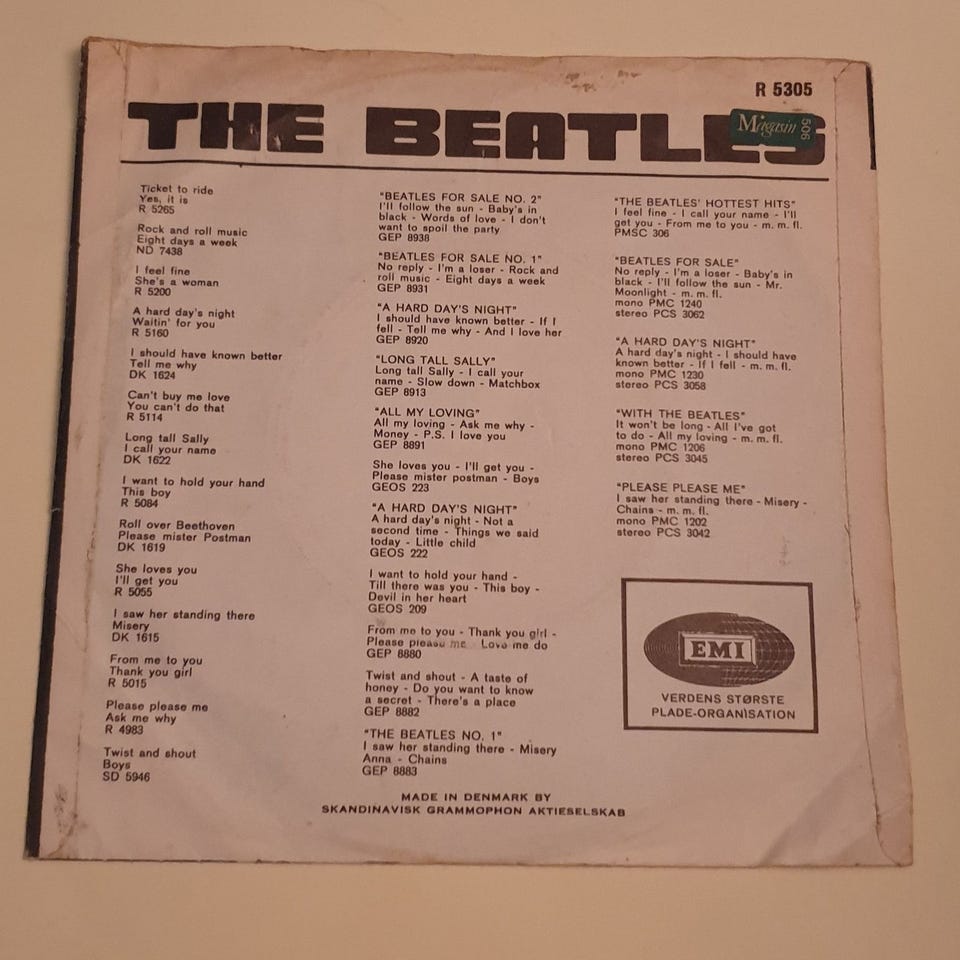 R 5305
THE BEATLES
Magasin
506
Ticket to ride
Yes, it is
R 5265
Rock and roll music
Eight days a week
ND 7438
I feel fine
She's a woman
R 5200
A hard day's night
Waitin' for you
R 5160
I should have known better
Tell me why
DK 1624
Can't buy me love
You can't do that
R 5114
Long tall Sally
I call your name
DK 1622
I want to hold your hand
This boy
R 5084
Roll over Beethoven
Please mister Postman
DK 1619
She loves you
I'll get you
R 5055
I saw her standing there
Misery
DK 1615
From me to you
Thank you girl
R 5015
Please please me
Ask me why
R 4983
Twist and shout
Boys
SD 5946
"BEATLES FOR SALE NO. 2"
I'll follow the sun - Baby's in
black - Words of love - I don't
want to spoil the party
GEP 8938
"BEATLES FOR SALE NO. 1"
No reply - I'm a loser - Rock and
roll music - Eight days a week
GEP 8931
"A HARD DAY'S NIGHT"
I should have known better - If I
fell - Tell me why - And I love her
GEP 8920
"LONG TALL SALLY"
Long tall Sally - I call your
name - Slow down - Matchbox
GEP 8913
"ALL MY LOVING"
All my loving - Ask me why -
Money - P.S. I love you
GEP 8891
She loves you - I'll get you -
Please mister postman - Boys
GEOS 223
"A HARD DAY'S NIGHT"
A hard day's night - Not a
second time - Things we said
today - Little child
GEOS 222
I want to hold your hand -
Till there was you - This boy -
Devil in her heart
GEOS 209
From me to you - Thank you girl -
Please please me - Love me do
GEP 8880
Twist and shout - A taste of
honey - Do you want to know
a secret - There's a place
GEP 8882
"THE BEATLES NO. 1"
I saw her standing there - Misery
Anna - Chains
GEP 8883
"THE BEATLES' HOTTEST HITS"
I feel fine - I call your name - I'll
get you - From me to you - m. m. fl.
PMSC 306
"BEATLES FOR SALE"
No reply - I'm a loser - Baby's in
black - I'll follow the sun - Mr.
Moonlight - m. m. fl.
mono PMC 1240
stereo PCS 3062
"A HARD DAY'S NIGHT"
A hard day's night - I should have
known better - If I fell - m. m. fl.
mono PMC 1230
stereo PCS 3058
"WITH THE BEATLES"
It won't be long - All I've got
to do - All my loving - m. m. fl.
mono PMC 1206
stereo PCS 3045
"PLEASE PLEASE ME"
I saw her standing there - Misery -
Chains - m. m. fl.
mono PMC 1202
stereo PCS 3042
EMI
VERDENS STØRSTE
PLADE-ORGANISATION
MADE IN DENMARK BY
SKANDINAVISK GRAMMOPHON AKTIESELSKAB